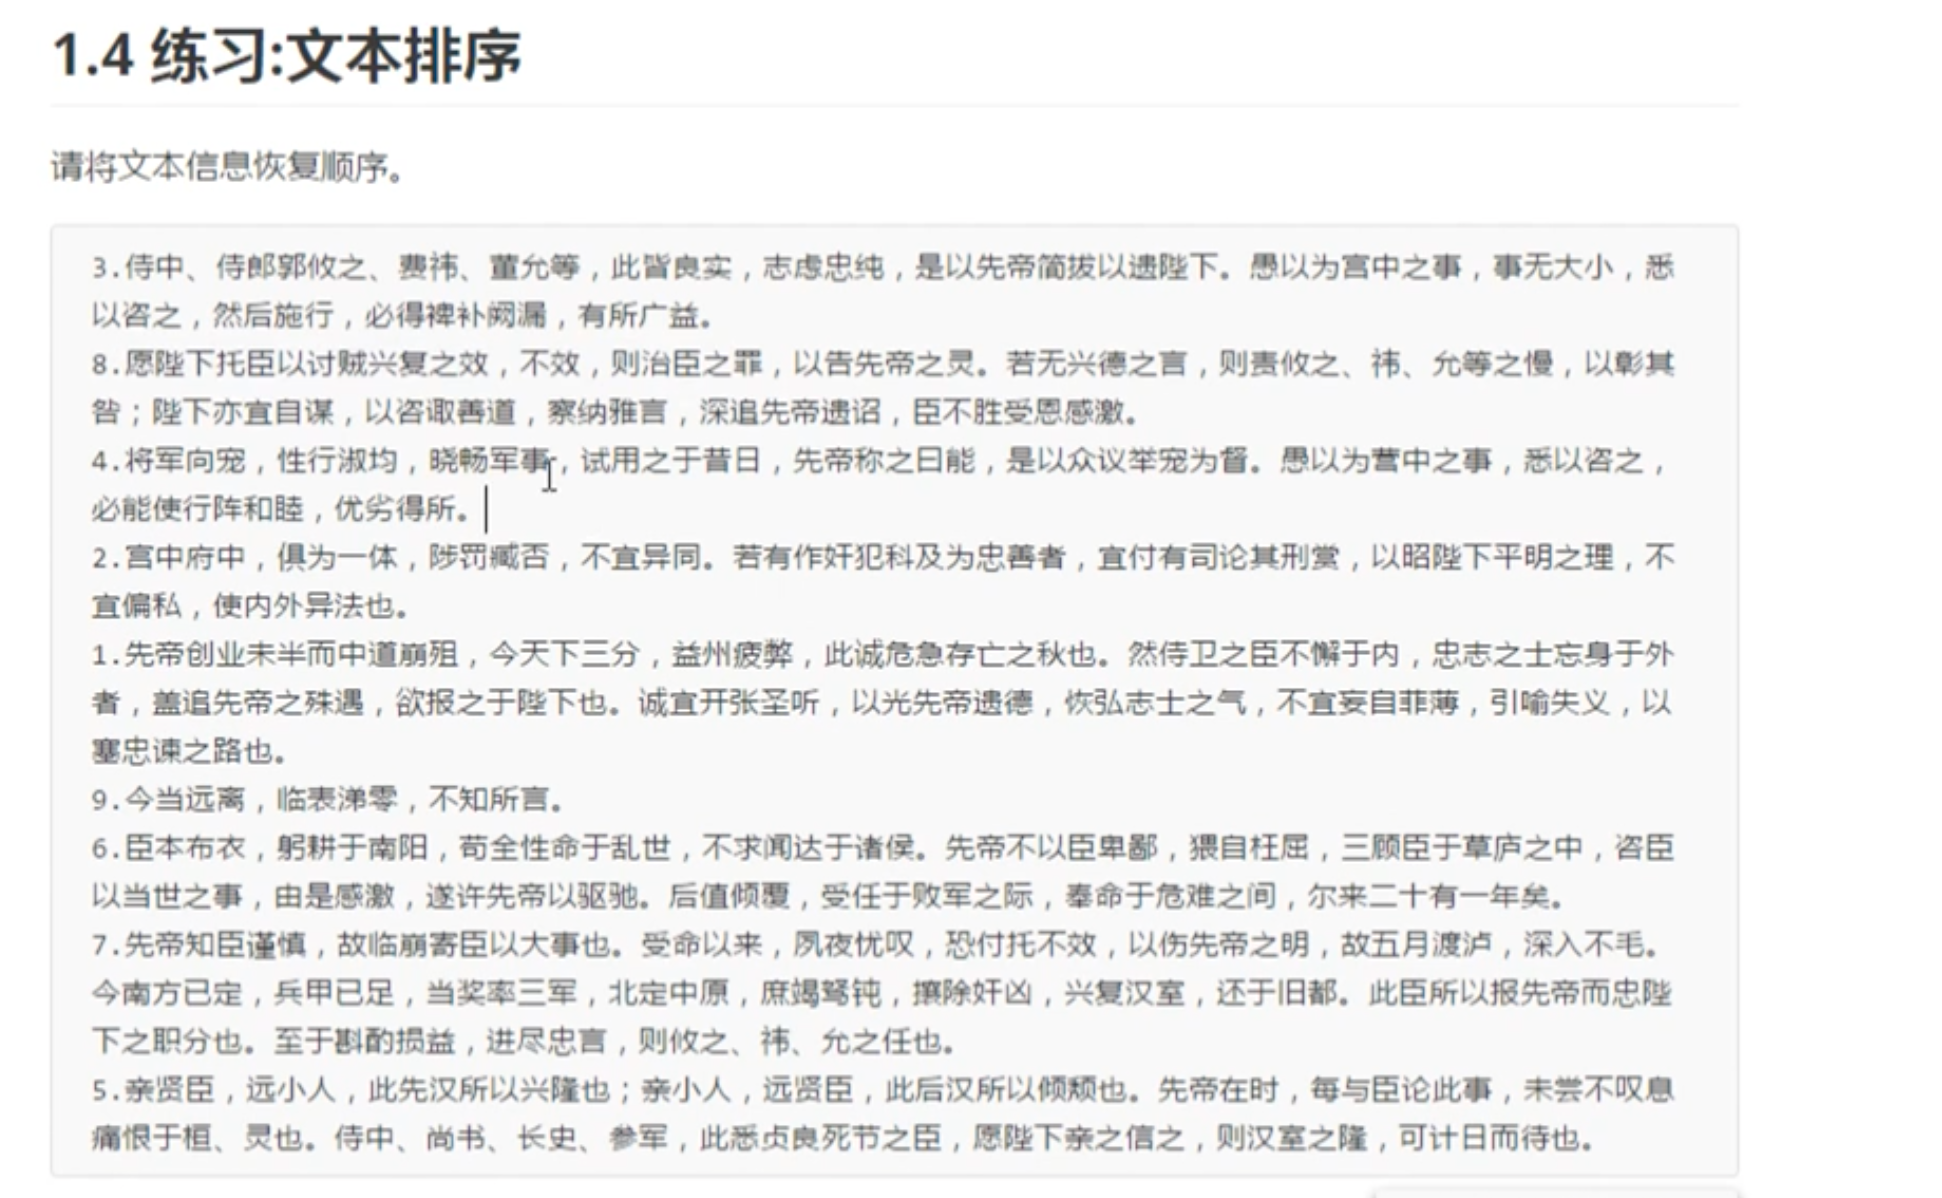 1.4 练习:文本排序
请将文本信息恢复顺序。
3.侍中、侍郎郭攸之、费祎、董允等，此皆良实，志虑忠纯，是以先帝简拔以遗陛下。愚以为宫中之事，事无大小，悉
以咨之，然后施行，必得裨补阙漏，有所广益。
8.愿陛下托臣以讨贼兴复之效，不效，则治臣之罪，以告先帝之灵。若无兴德之言，则责攸之、祎、允等之慢，以彰其
咎；陛下亦宜自谋，以咨诹善道，察纳雅言，深追先帝遗诏，臣不胜受恩感激。
4.将军向宠，性行淑均，晓畅军事，试用之于昔日，先帝称之曰能，是以众议举宠为督。愚以为营中之事，悉以咨之，
必能使行阵和睦，优劣得所。
2.宫中府中，俱为一体，陟罚臧否，不宜异同。若有作奸犯科及为忠善者，宜付有司论其刑赏，以昭陛下平明之理，不
宜偏私，使内外异法也。
1.先帝创业未半而中道崩殂，今天下三分，益州疲弊，此诚危急存亡之秋也。然侍卫之臣不懈于内，忠志之士忘身于外
者，盖追先帝之殊遇，欲报之于陛下也。诚宜开张圣听，以光先帝遗德，恢弘志士之气，不宜妄自菲薄，引喻失义，以
塞忠谏之路也。
9.今当远离，临表涕零，不知所言。
6.臣本布衣，躬耕于南阳，苟全性命于乱世，不求闻达于诸侯。先帝不以臣卑鄙，猥自枉屈，三顾臣于草庐之中，咨臣
以当世之事，由是感激，遂许先帝以驱驰。后值倾覆，受任于败军之际，奉命于危难之间，尔来二十有一年矣。
7.先帝知臣谨慎，故临崩寄臣以大事也。受命以来，夙夜忧叹，恐付托不效，以伤先帝之明，故五月渡泸，深入不毛。
今南方已定，兵甲已足，当奖率三军，北定中原，庶竭驽钝，攘除奸凶，兴复汉室，还于旧都。此臣所以报先帝而忠陛
下之职分也。至于斟酌损益，进尽忠言，则攸之、祎、允之任也。
5.亲贤臣，远小人，此先汉所以兴隆也；亲小人，远贤臣，此后汉所以倾颓也。先帝在时，每与臣论此事，未尝不叹息
痛恨于桓、灵也。侍中、尚书、长史、参军，此悉贞良死节之臣，愿陛下亲之信之，则汉室之隆，可计日而待也。